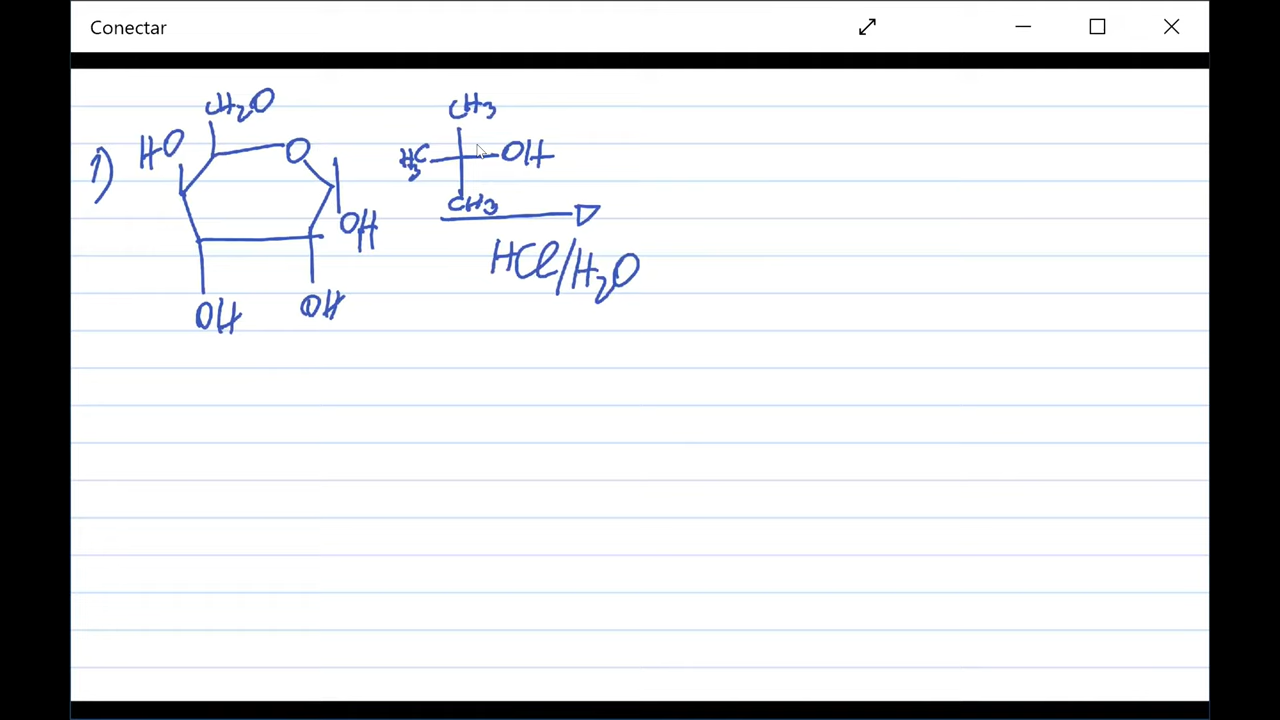 Conectar
CH2O
CH3
1)
HO
O
H3C
OH
CH3
OH
HCl/H2O
OH
OH